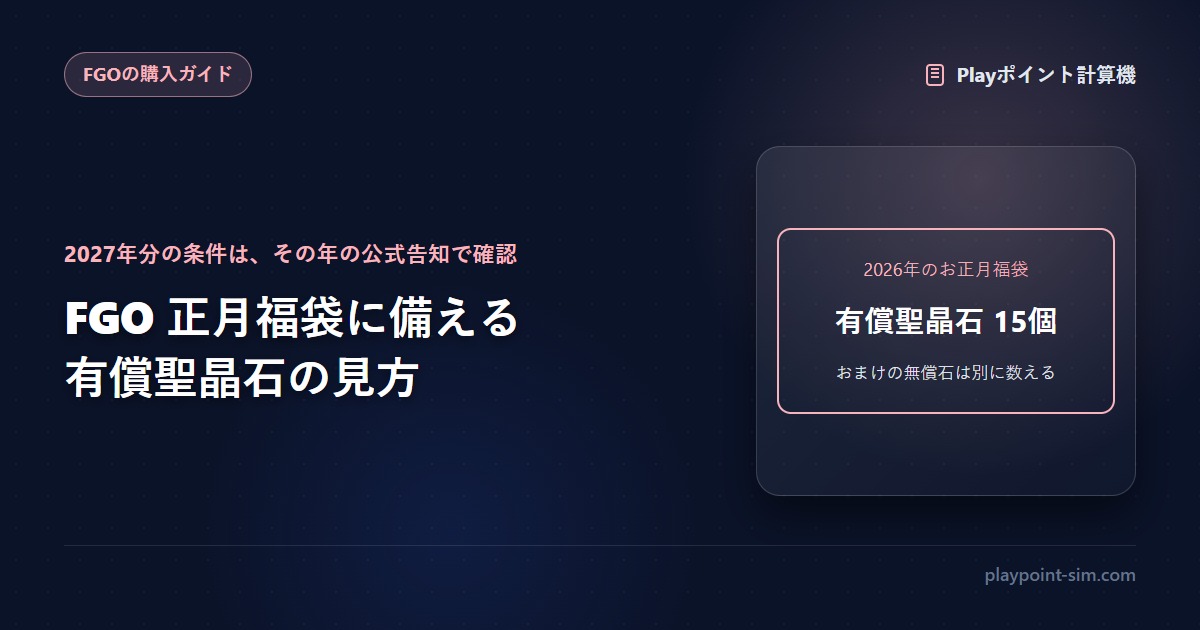 FGOの購入ガイド
Playポイント計算機
2027年分の条件は、その年の公式告知で確認
FGO 正月福袋に備える
有償聖晶石の見方
2026年のお正月福袋
有償聖晶石 15個
おまけの無償石は別に数える
playpoint-sim.com